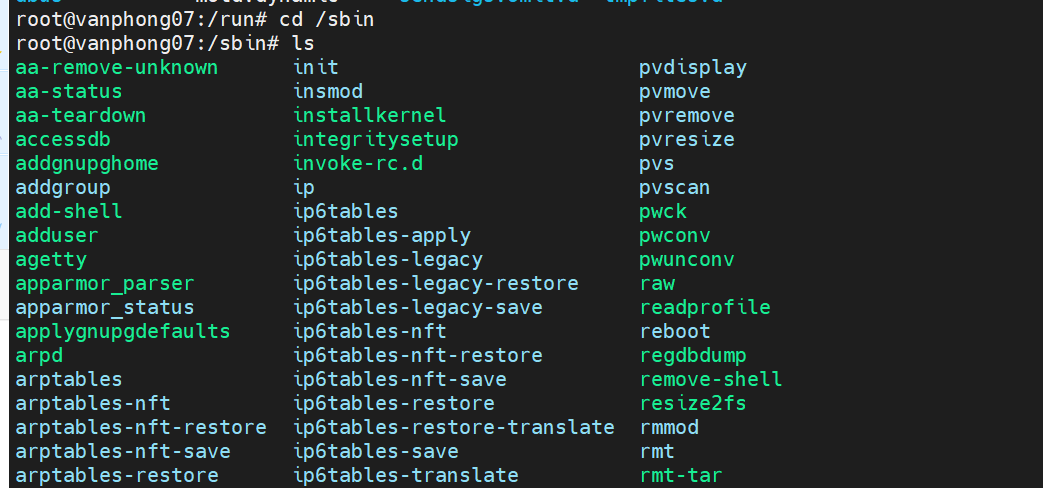 root@vanphong07:/run# cd /sbin
root@vanphong07:/sbin# ls
aa-remove-unknown init pvdisplay
aa-status insmod pvmove
aa-teardown installkernel pvremove
accessdb integritysetup pvresize
addgnupghome invoke-rc.d pvs
addgroup ip pvscan
add-shell ip6tables pwck
adduser ip6tables-apply pwconv
agetty ip6tables-legacy pwunconv
apparmor_parser ip6tables-legacy-restore raw
apparmor_status ip6tables-legacy-save readprofile
applygnupgdefaults ip6tables-nft reboot
arpd ip6tables-nft-restore regdbdump
arptables ip6tables-nft-save remove-shell
arptables-nft ip6tables-restore resize2fs
arptables-nft-restore ip6tables-restore-translate rmmod
arptables-nft-save ip6tables-save rmt
arptables-restore ip6tables-translate rmt-tar